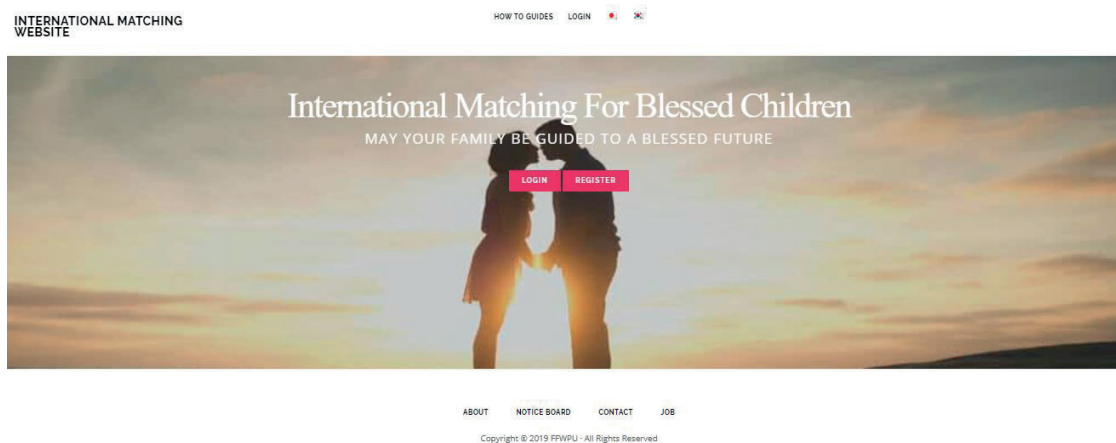 INTERNATIONAL MATCHING
WEBSITE
HOW TO GUIDES LOGIN
International Matching For Blessed Children
MAY YOUR FAMILY BE GUIDED TO A BLESSED FUTURE
LOGIN REGISTER
ABOUT NOTICE BOARD CONTACT JOB
Copyright © 2019 FFWPU - All Rights Reserved